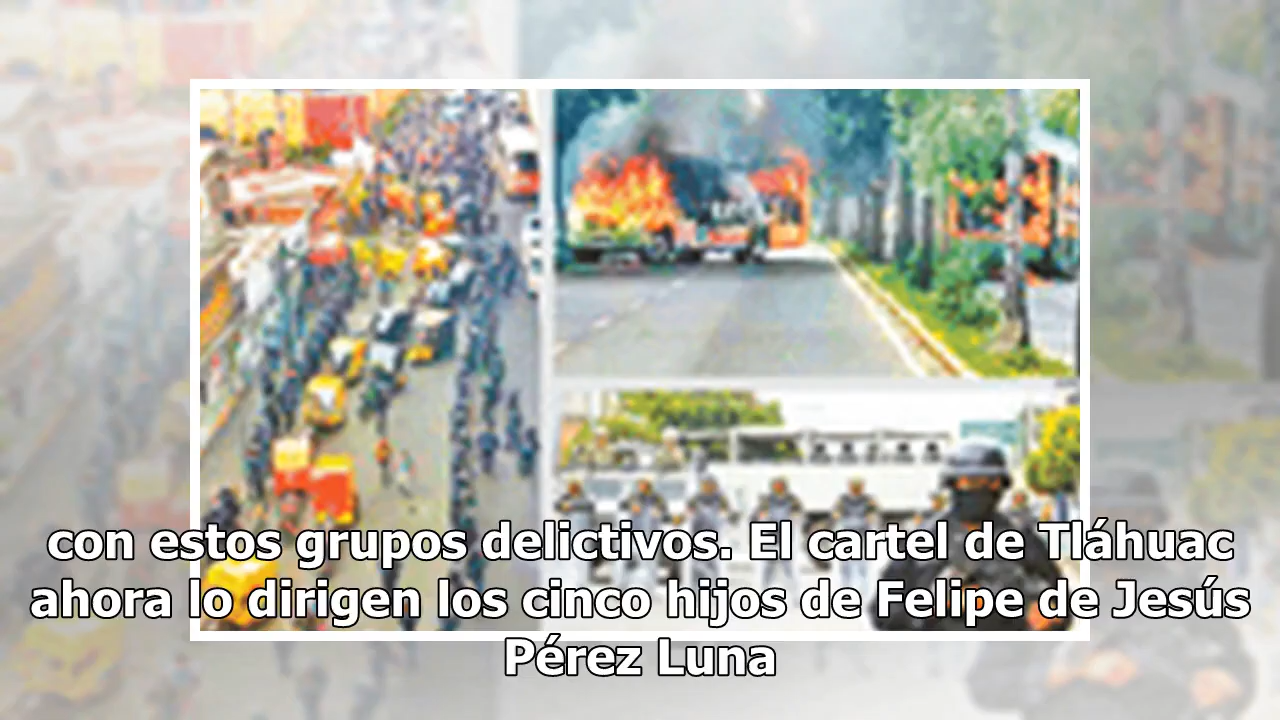 con estos grupos delictivos. El cartel de Tláhuac
ahora lo dirigen los cinco hijos de Felipe de Jesús
Pérez Luna